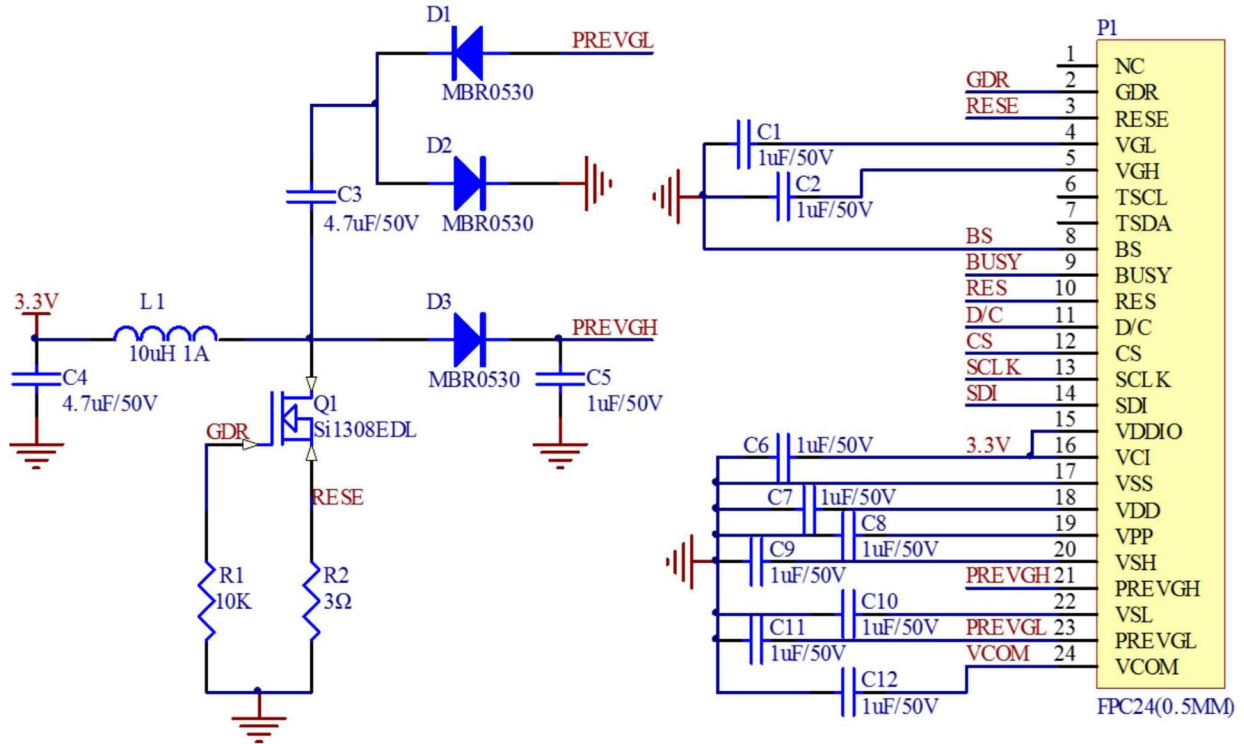 D1
PREVGL
MBR0530
D2
MBR0530
C3
4.7uF/50V
3.3V
L1
10uH 1A
D3
PREVGH
MBR0530
C4
4.7uF/50V
C5
1uF/50V
Q1
Si1308EDL
GDR
RESE
R1
10K
R2
3Ω
P1
1 NC
GDR 2 GDR
RESE 3 RESE
C1
1uF/50V
4 VGL
C2
1uF/50V
5 VGH
6 TSCL
7 TSDA
BS 8 BS
BUSY 9 BUSY
RES 10 RES
D/C 11 D/C
CS 12 CS
SCLK 13 SCLK
SDI 14 SDI
15 VDDIO
C6 1uF/50V 3.3V 16 VCI
17 VSS
C7 1uF/50V 18 VDD
C8
1uF/50V
19 VPP
C9
1uF/50V
20 VSH
PREVGH 21 PREVGH
C10
1uF/50V
22 VSL
C11
1uF/50V
PREVGL 23 PREVGL
VCOM 24 VCOM
C12
1uF/50V
FPC24(0.5MM)